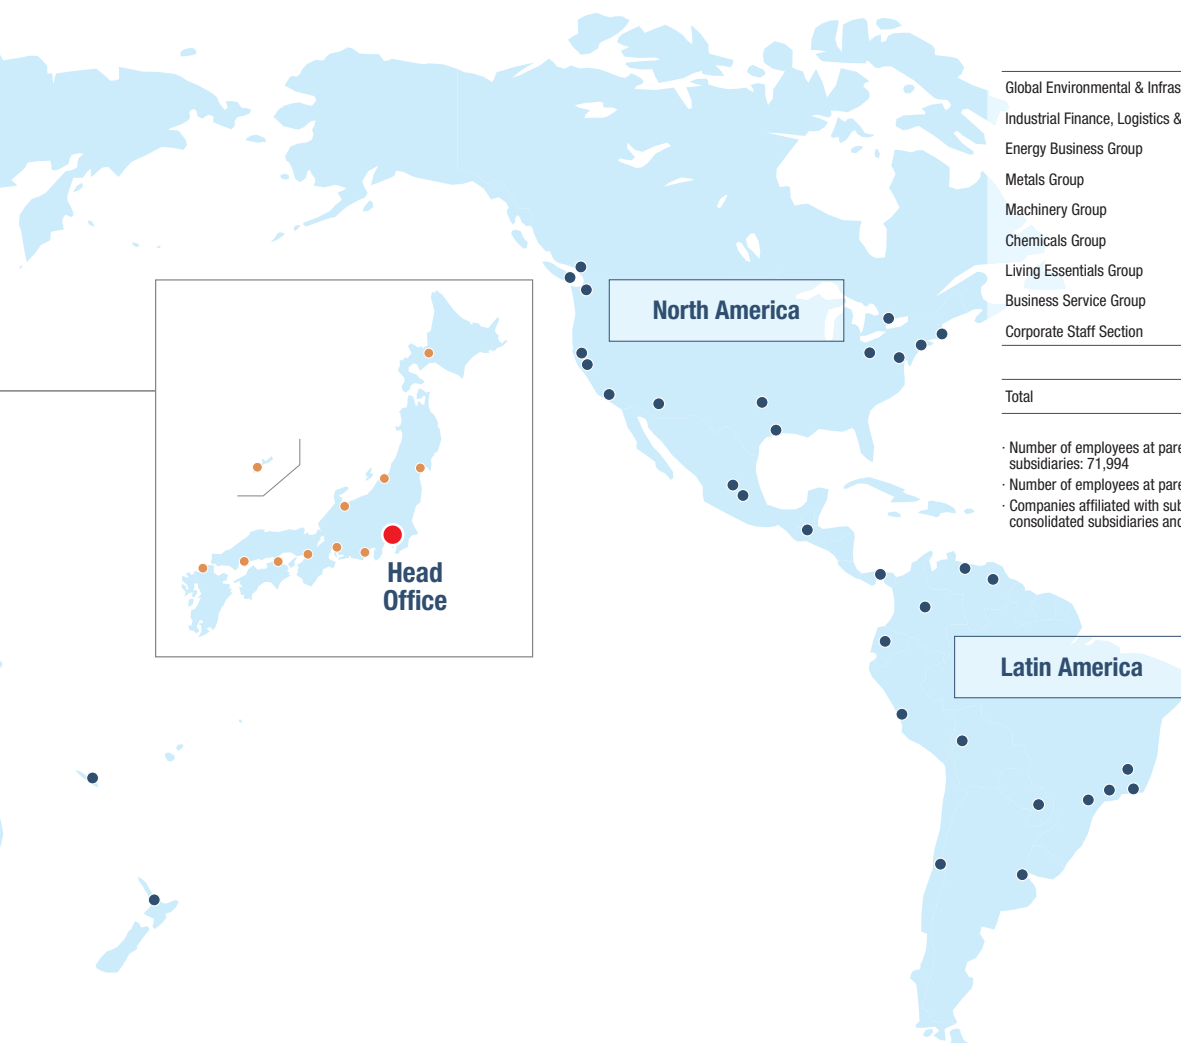 Global Environmental & Infras
Industrial Finance, Logistics &
Energy Business Group
Metals Group
Machinery Group
Chemicals Group
Living Essentials Group
Business Service Group
Corporate Staff Section
Total
· Number of employees at pare
subsidiaries: 71,994
· Number of employees at pare
· Companies affiliated with sub
consolidated subsidiaries and
North America
Head
Office
Latin America